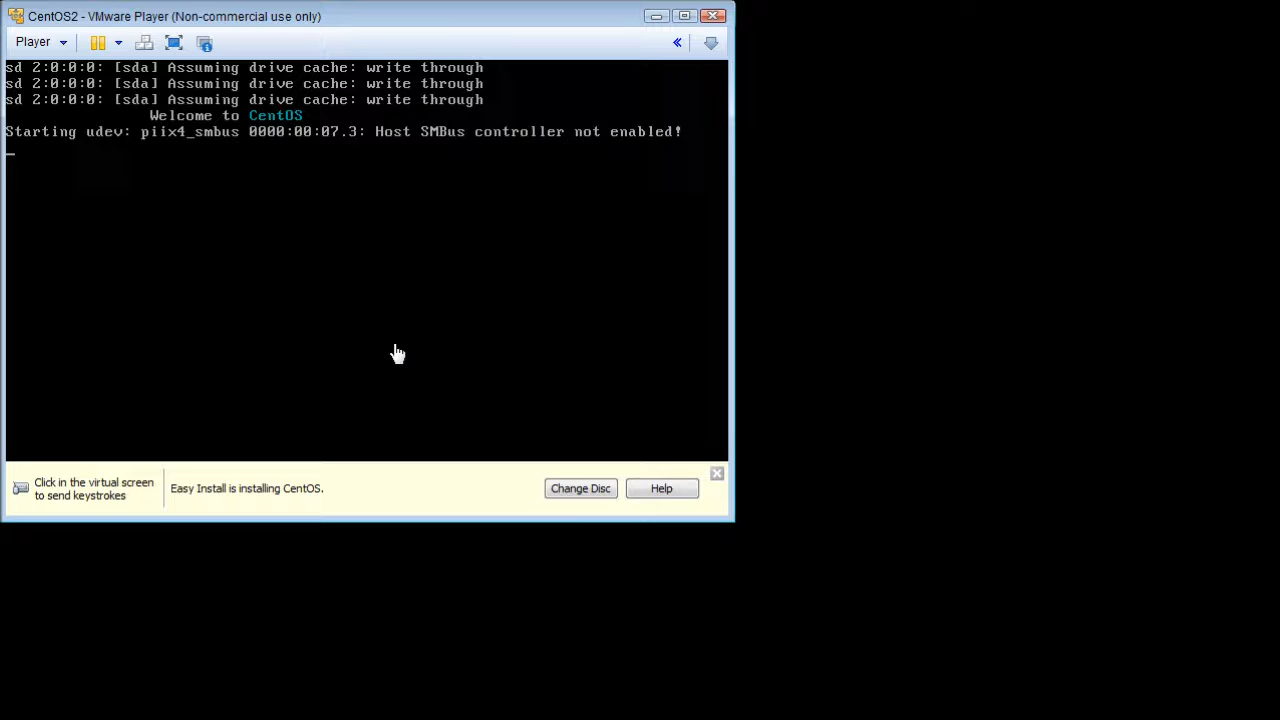 CentOS2 - VMware Player (Non-commercial use only)
Player
sd 2:0:0:0: [sda] Assuming drive cache: write through
sd 2:0:0:0: [sda] Assuming drive cache: write through
sd 2:0:0:0: [sda] Assuming drive cache: write through
Welcome to CentOS
Starting udev: piix4_smbus 0000:00:07.3: Host SMBus controller not enabled!
Click in the virtual screen
to send keystrokes
Easy Install is installing CentOS.
Change Disc
Help